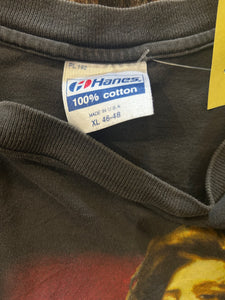 Hanes
100% cotton
MADE IN U.S.A.
XL 46-48